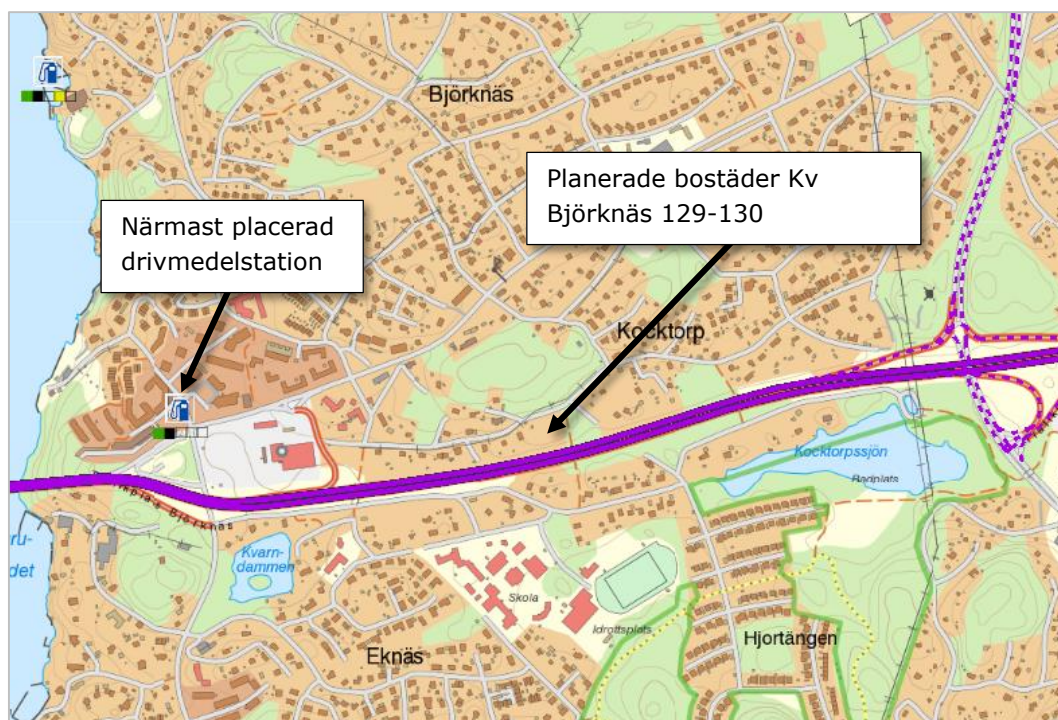 Björknäs
Planerade bostäder Kv
Björknäs 129-130
Närmast placerad
drivmedelstation
Kocktorp
Kocktorpssjön
Badplats
Björknäs
Kvarn-
dammen
det
Skola
Idrottsplats
Hjortängen
Eknäs